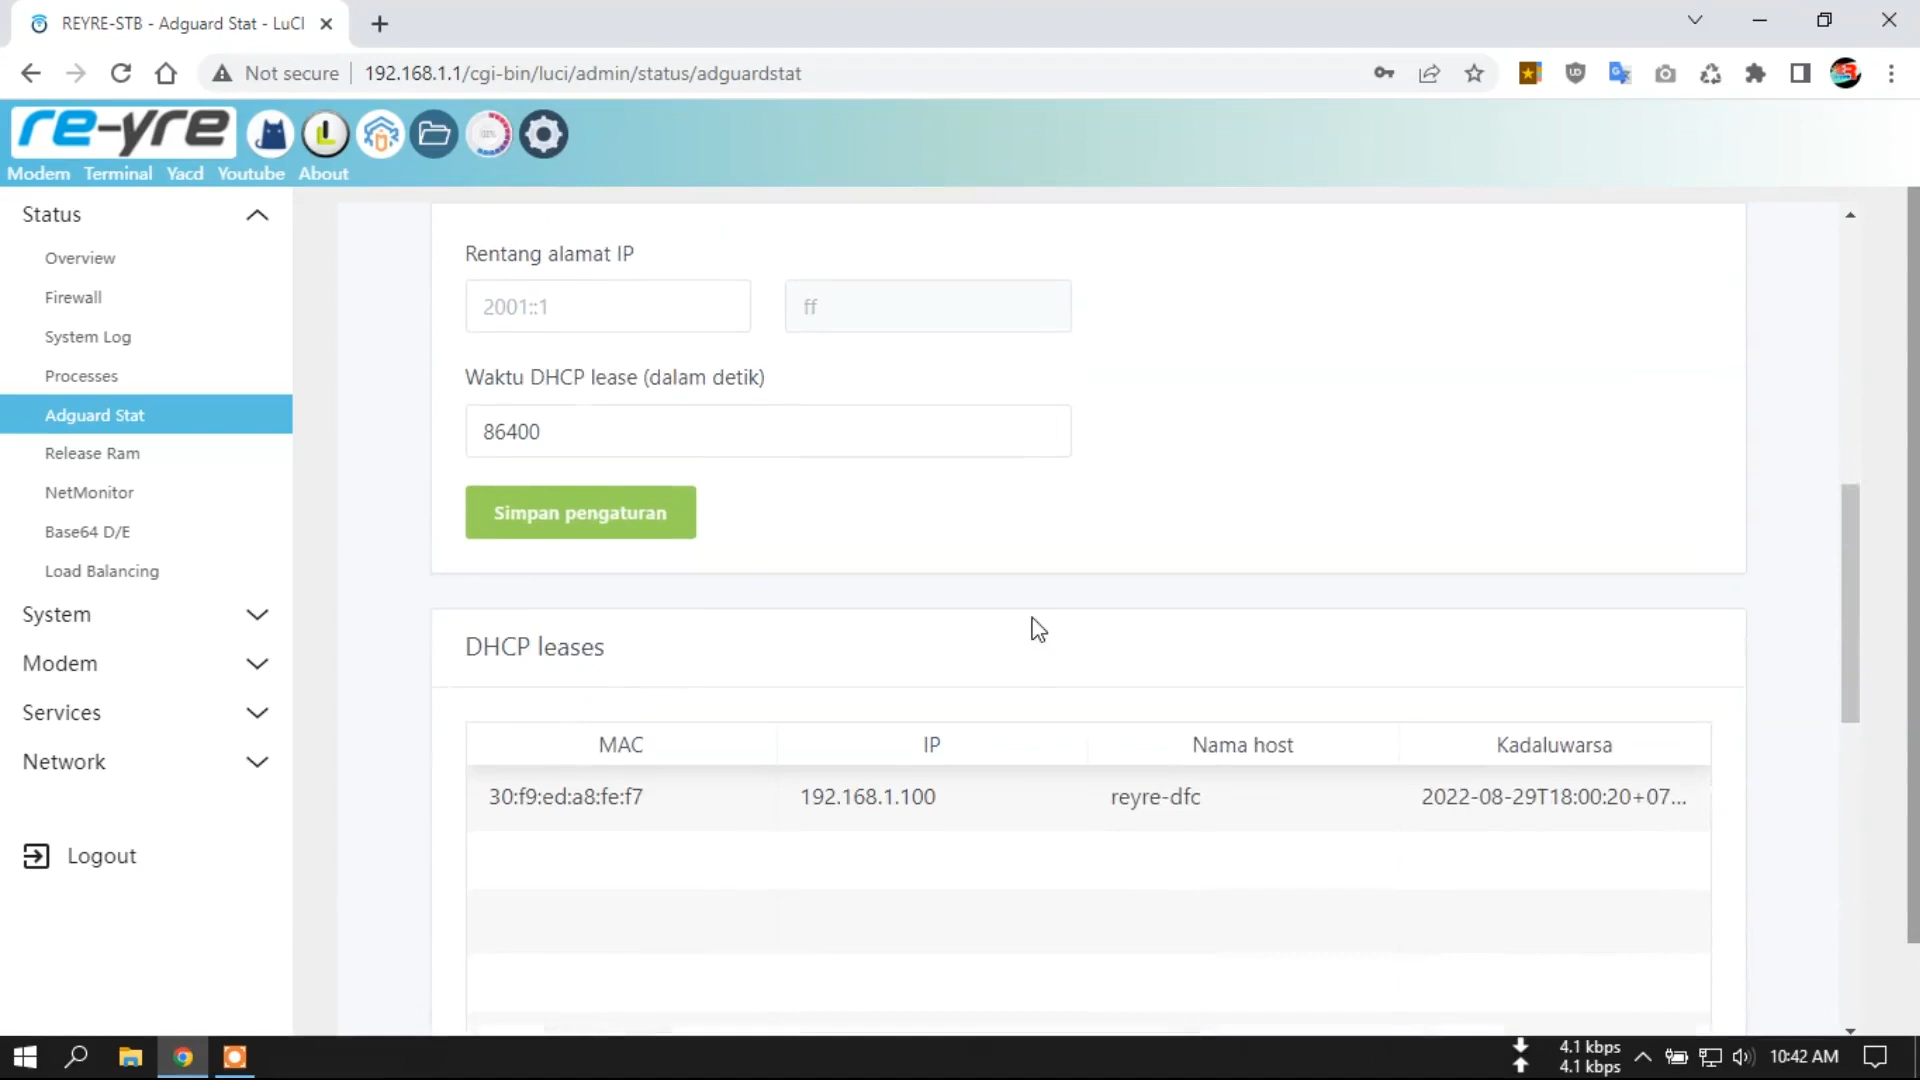 REYRE-STB - Adguard Stat - LuCI
Not secure
192.168.1.1/cgi-bin/luci/admin/status/adguardstat
re-yre
Modem Terminal Yacd Youtube About
Status
Overview
Firewall
System Log
Processes
Adguard Stat
Release Ram
NetMonitor
Base64 D/E
Load Balancing
System
Modem
Services
Network
Logout
Rentang alamat IP
2001::1
ff
Waktu DHCP lease (dalam detik)
86400
Simpan pengaturan
DHCP leases
MAC IP Nama host Kadaluwarsa
30:f9:ed:a8:fe:f7 192.168.1.100 reyre-dfc 2022-08-29T18:00:20+07...
4.1 kbps
4.1 kbps
10:42 AM